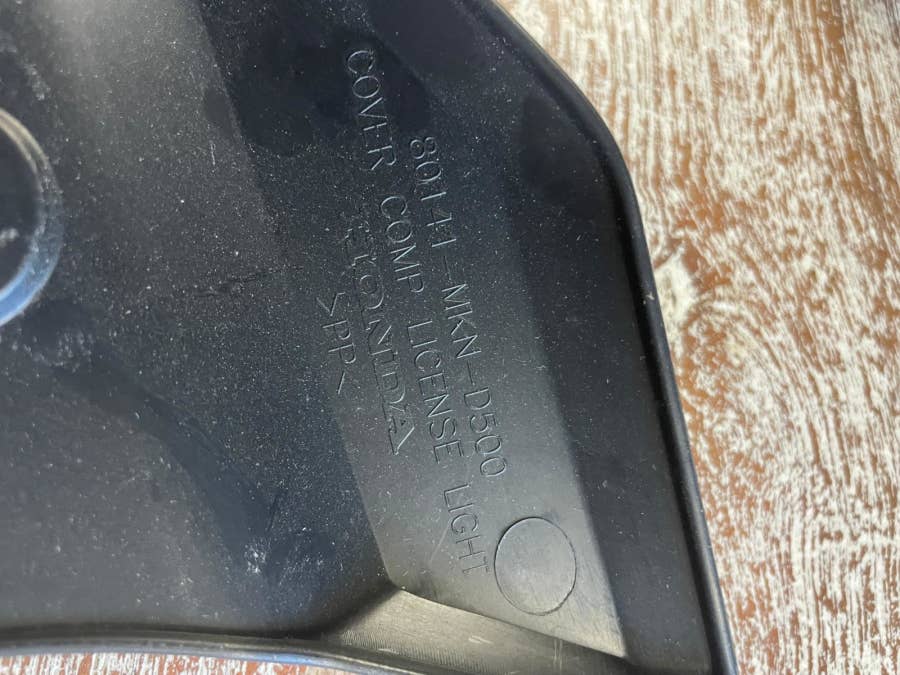 80141-MKN-D500
COVER COMP LICENSE LIGHT
HONDA
>PP<